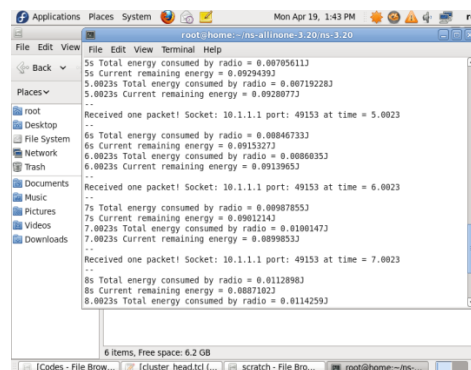 Applications Places System Mon Apr 19, 1:43 PM
root@home:~/ns-allinone-3.20/ns-3.20
File Edit View
File Edit View Terminal Help
Back
Places
root
Desktop
File System
Network
Trash
Documents
Music
Pictures
Videos
Downloads
5s Total energy consumed by radio = 0.00705611J
5s Current remaining energy = 0.0929439J
5.0023s Total energy consumed by radio = 0.00719228J
5.0023s Current remaining energy = 0.0928077J
--
Received one packet! Socket: 10.1.1.1 port: 49153 at time = 5.0023
--
6s Total energy consumed by radio = 0.00846733J
6s Current remaining energy = 0.0915327J
6.0023s Total energy consumed by radio = 0.0086035J
6.0023s Current remaining energy = 0.0913965J
--
Received one packet! Socket: 10.1.1.1 port: 49153 at time = 6.0023
--
7s Total energy consumed by radio = 0.00987855J
7s Current remaining energy = 0.0901214J
7.0023s Total energy consumed by radio = 0.0100147J
7.0023s Current remaining energy = 0.0899853J
--
Received one packet! Socket: 10.1.1.1 port: 49153 at time = 7.0023
--
8s Total energy consumed by radio = 0.0112898J
8s Current remaining energy = 0.0887102J
8.0023s Total energy consumed by radio = 0.0114259J
6 items, Free space: 6.2 GB
[Codes - File Brow... [cluster_head.tcl (... scratch - File Bro... root@home:~/ns-...